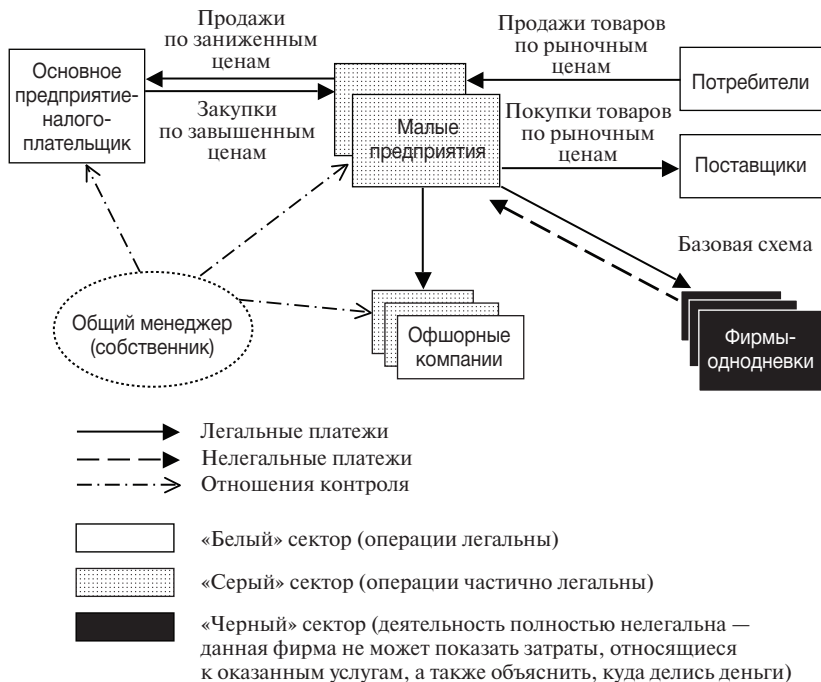 Продажи
по заниженным
ценам
Продажи товаров
по рыночным
ценам
Основное
предприятие-
налого-
плательщик
Закупки
по завышенным
ценам
Малые
предприятия
Потребители
Покупки товаров
по рыночным
ценам
Поставщики
Базовая схема
Общий менеджер
(собственник)
Офшорные
компании
Фирмы-
однодневки
Легальные платежи
Нелегальные платежи
Отношения контроля
«Белый» сектор (операции легальны)
«Серый» сектор (операции частично легальны)
«Черный» сектор (деятельность полностью нелегальна —
данная фирма не может показать затраты, относящиеся
к оказанным услугам, а также объяснить, куда делись деньги)